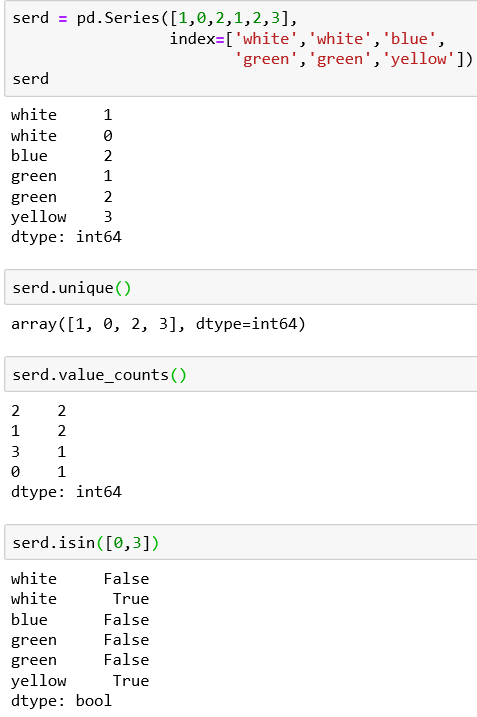 serd = pd.Series([1,0,2,1,2,3],
                 index=['white','white','blue',
                        'green','green','yellow'])
serd
white     1
white     0
blue      2
green     1
green     2
yellow    3
dtype: int64
serd.unique()
array([1, 0, 2, 3], dtype=int64)
serd.value_counts()
2    2
1    2
3    1
0    1
dtype: int64
serd.isin([0,3])
white     False
white      True
blue      False
green     False
green     False
yellow     True
dtype: bool